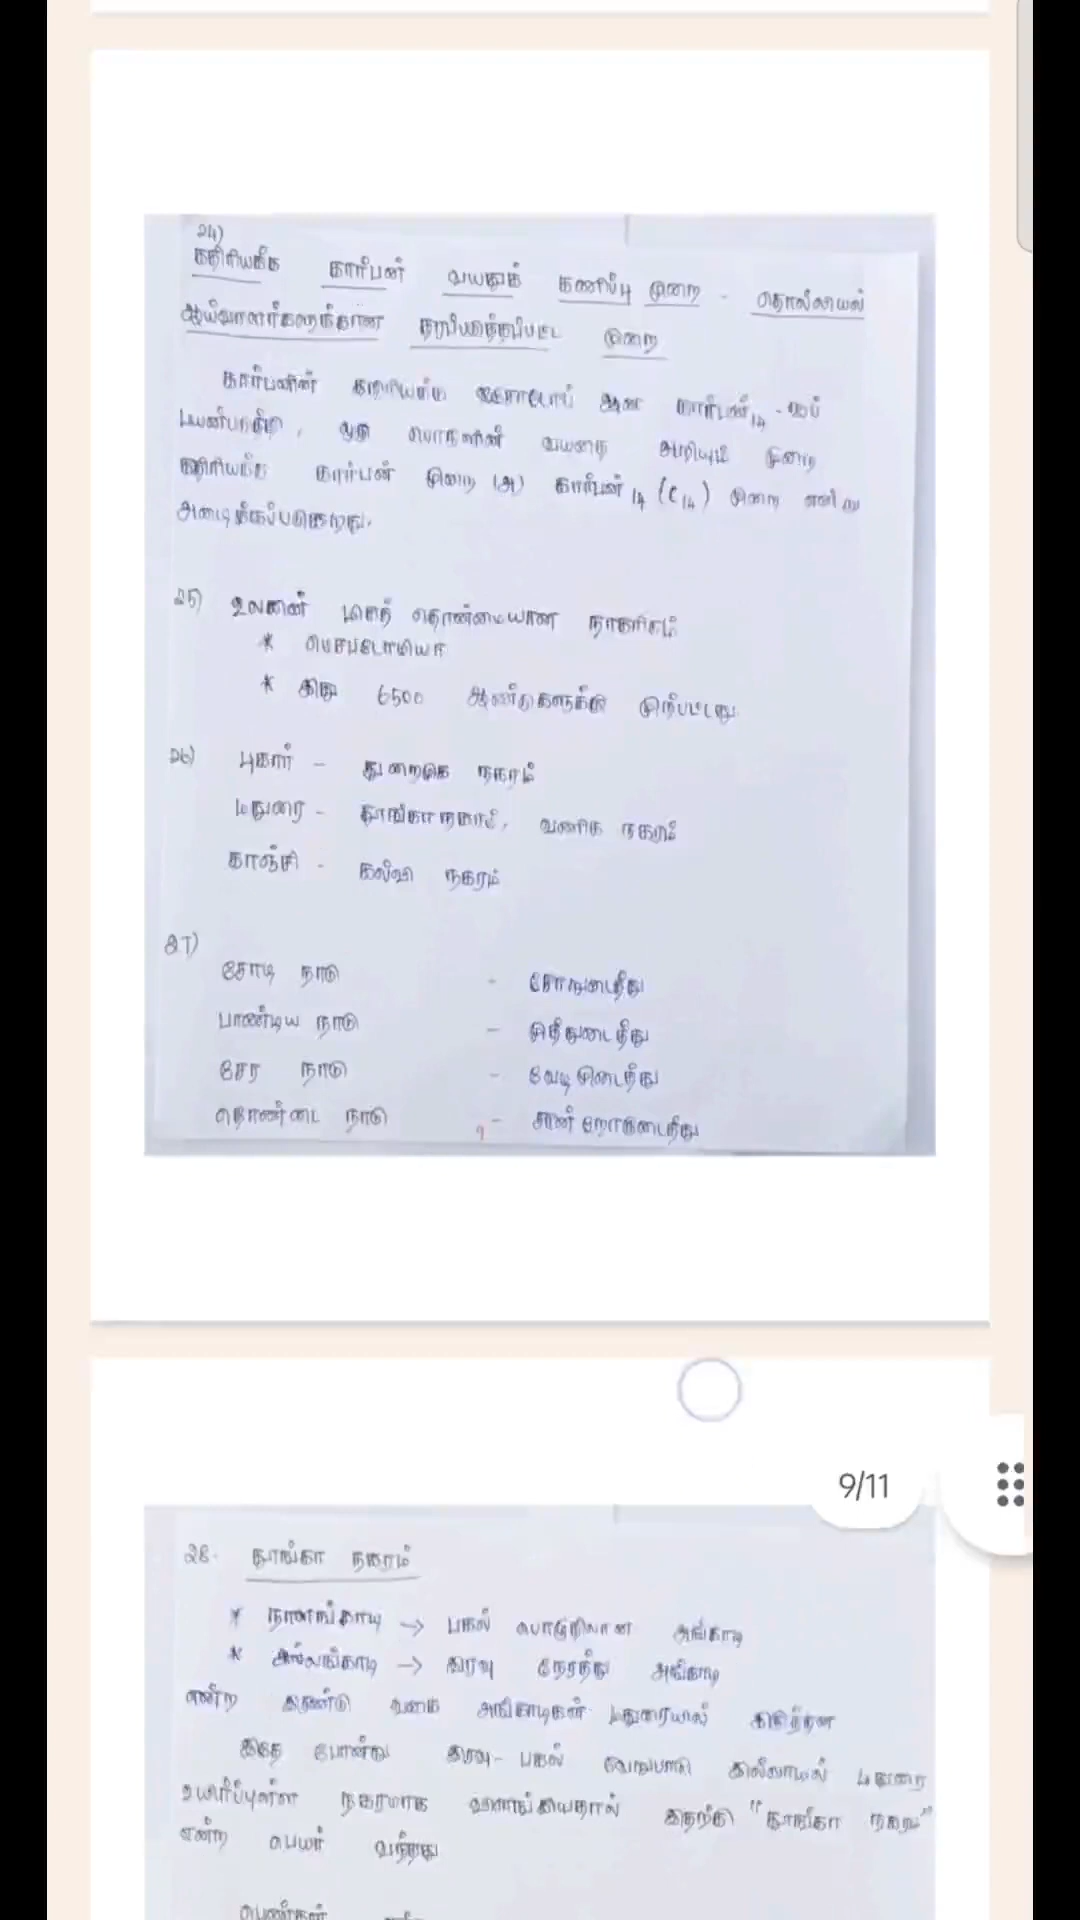 24)
கதிரியக்க கார்பன் வயதுக் கணிப்பு முறை - தொல்லியல்
ஆய்வாளர்களுக்கான முறை
கார்பனின் கதிரியக்க ஐசோடோப் ஆன கார்பன்14 - ஐப்
பயன்படுத்தி, ஒரு பொருளின் வயதை அறியும் முறை
கதிரியக்க கார்பன் முறை (அ) கார்பன் 14 (C14) முறை என்று
அழைக்கப்படுகிறது.
25) உலகின் மிகத் தொன்மையான நாகரிகம்
* மெசபடோமியா
* இது 6500 ஆண்டுகளுக்கு முற்பட்டது
26) புகார் - துறைமுக நகரம்
மதுரை - தூங்காநகரம், வணிக நகரம்
காஞ்சி - கல்வி நகரம்
27)
சோழ நாடு - சோறுடைத்து
பாண்டிய நாடு - முத்துடைத்து
சேர நாடு - வேழமுடைத்து
தொண்டை நாடு - சான்றோருடைத்து
9
9/11
28. தூங்கா நகரம்
* நாளங்காடி → பகல் பொழுதிலான அங்காடி
* அல்லங்காடி → இரவு நேரத்து அங்காடி
என்ற இரண்டு வகை அங்காடிகள் மதுரையில் இருந்தன
இதே போன்று இரவு - பகல் வேறுபாடு இல்லாமல் மதுரை
உயிர்ப்புள்ள நகரமாக விளங்கியதால் இதற்கு "தூங்கா நகரம்"
என்ற பெயர் வந்தது
பெண்கள்